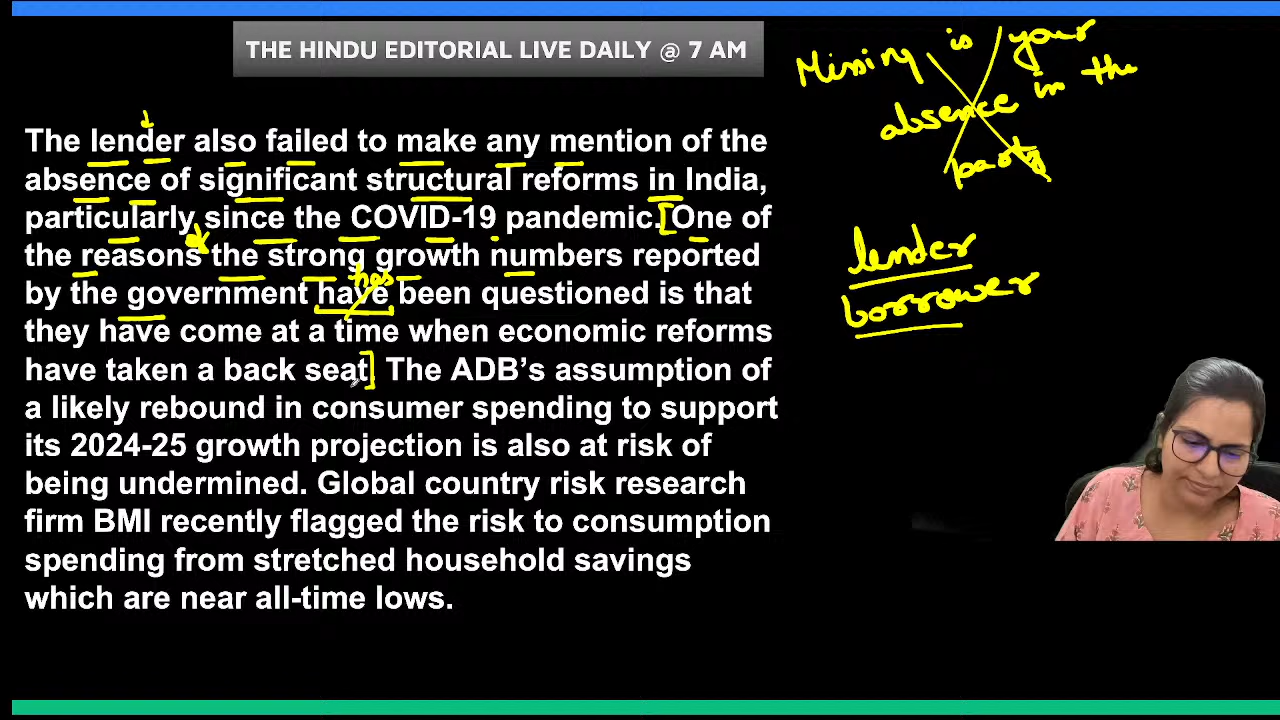 THE HINDU EDITORIAL LIVE DAILY @ 7 AM
Missing is your
absence in the
party
The lender also failed to make any mention of the
absence of significant structural reforms in India,
particularly since the COVID-19 pandemic.[One of
the reasons the strong growth numbers reported
has
by the government have been questioned is that
they have come at a time when economic reforms
have taken a back seat]. The ADB's assumption of
a likely rebound in consumer spending to support
its 2024-25 growth projection is also at risk of
being undermined. Global country risk research
firm BMI recently flagged the risk to consumption
spending from stretched household savings
which are near all-time lows.
lender
borrower